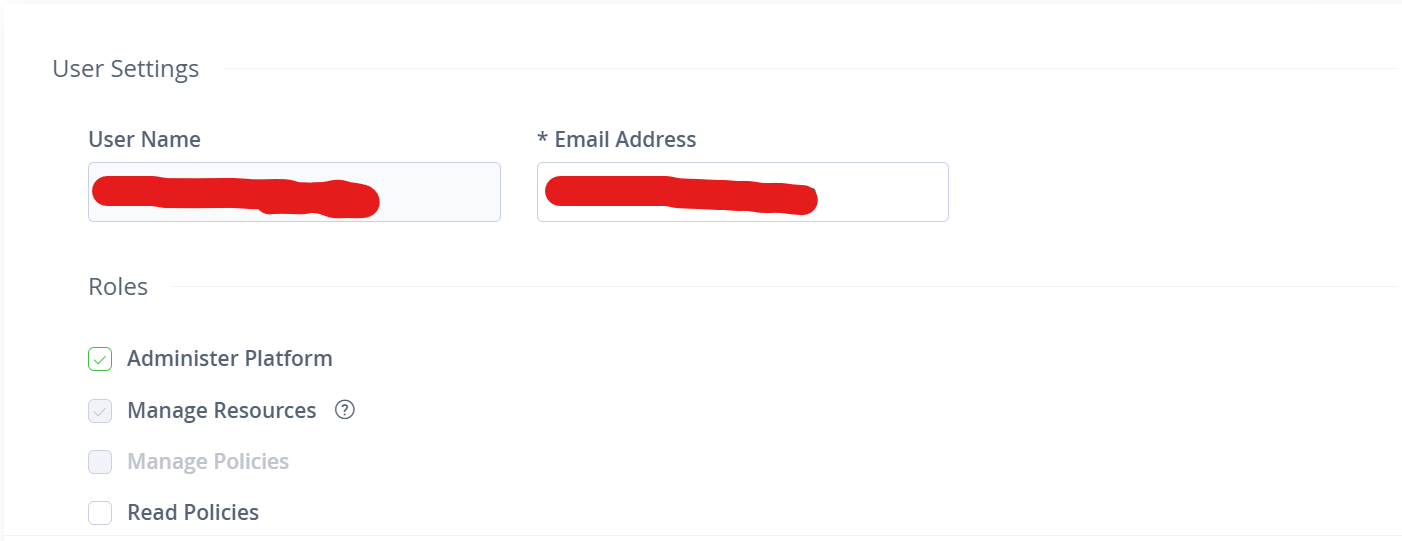 User Settings
User Name
* Email Address
Roles
Administer Platform
Manage Resources ?
Manage Policies
Read Policies